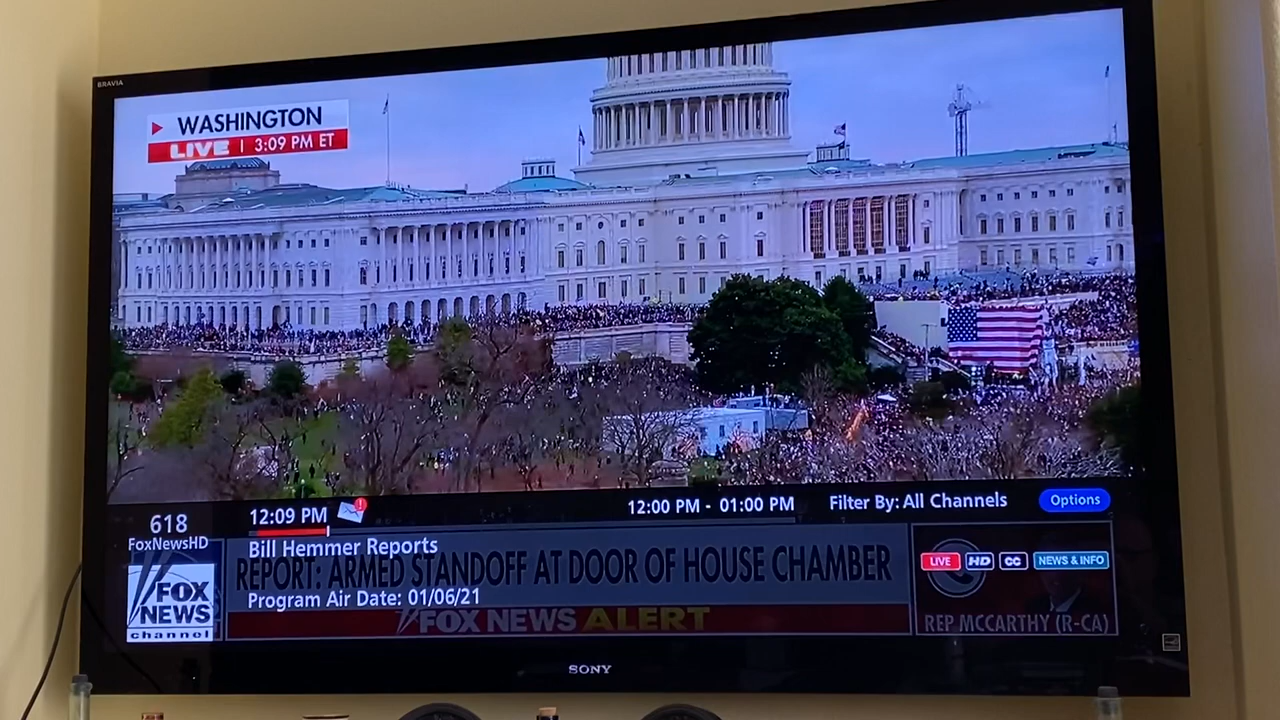 BRAVIA
WASHINGTON
LIVE | 3:09 PM ET
618
FoxNewsHD
12:09 PM
12:00 PM - 01:00 PM
Filter By: All Channels
Options
Bill Hemmer Reports
REPORT: ARMED STANDOFF AT DOOR OF HOUSE CHAMBER
Program Air Date: 01/06/21
FOX NEWS ALERT
LIVE HD CC NEWS & INFO
REP MCCARTHY (R-CA)
FOX
NEWS
channel
SONY